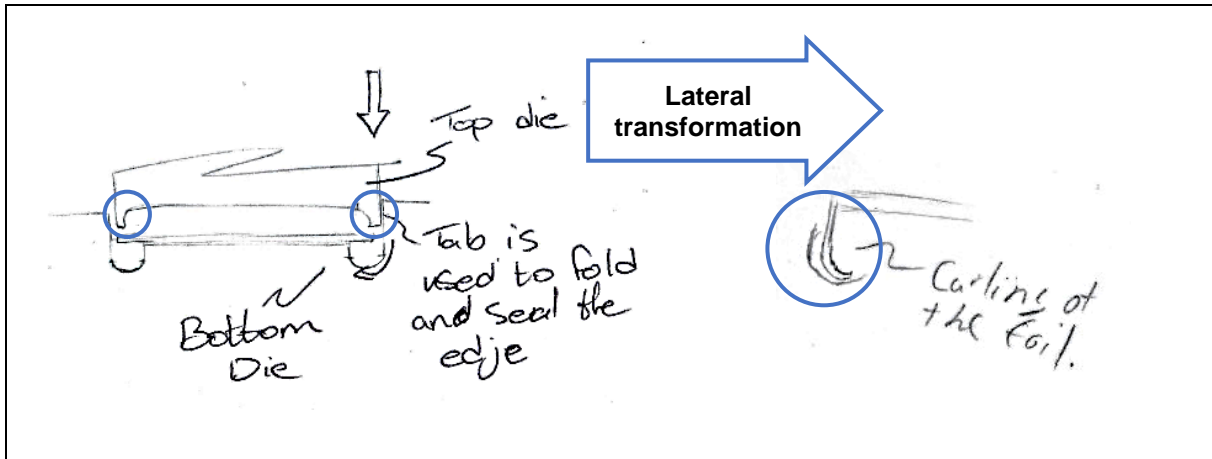 Top die
Tab is
used to fold
and seal the
edje
Bottom
Die
Lateral
transformation
Curling of
the Foil.